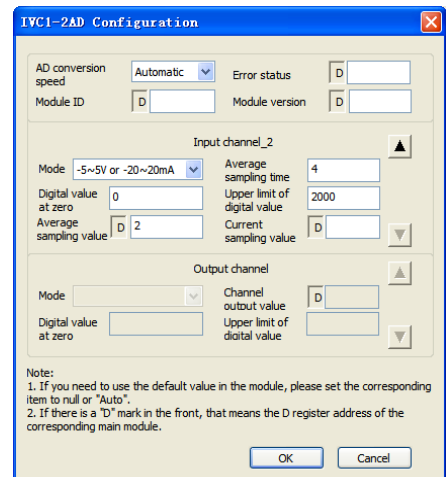 IVC1-2AD Configuration
AD conversion speed Automatic Error status D
Module ID D Module version D
Input channel_2
Mode -5~5V or -20~20mA Average sampling time 4
Digital value at zero 0 Upper limit of digital value 2000
Average sampling value D 2 Current sampling value D
Output channel
Mode Channel output value D
Digital value at zero Upper limit of digital value
Note:
1. If you need to use the default value in the module, please set the corresponding
item to null or "Auto".
2. If there is a "D" mark in the front, that means the D register address of the
corresponding main module.
OK Cancel